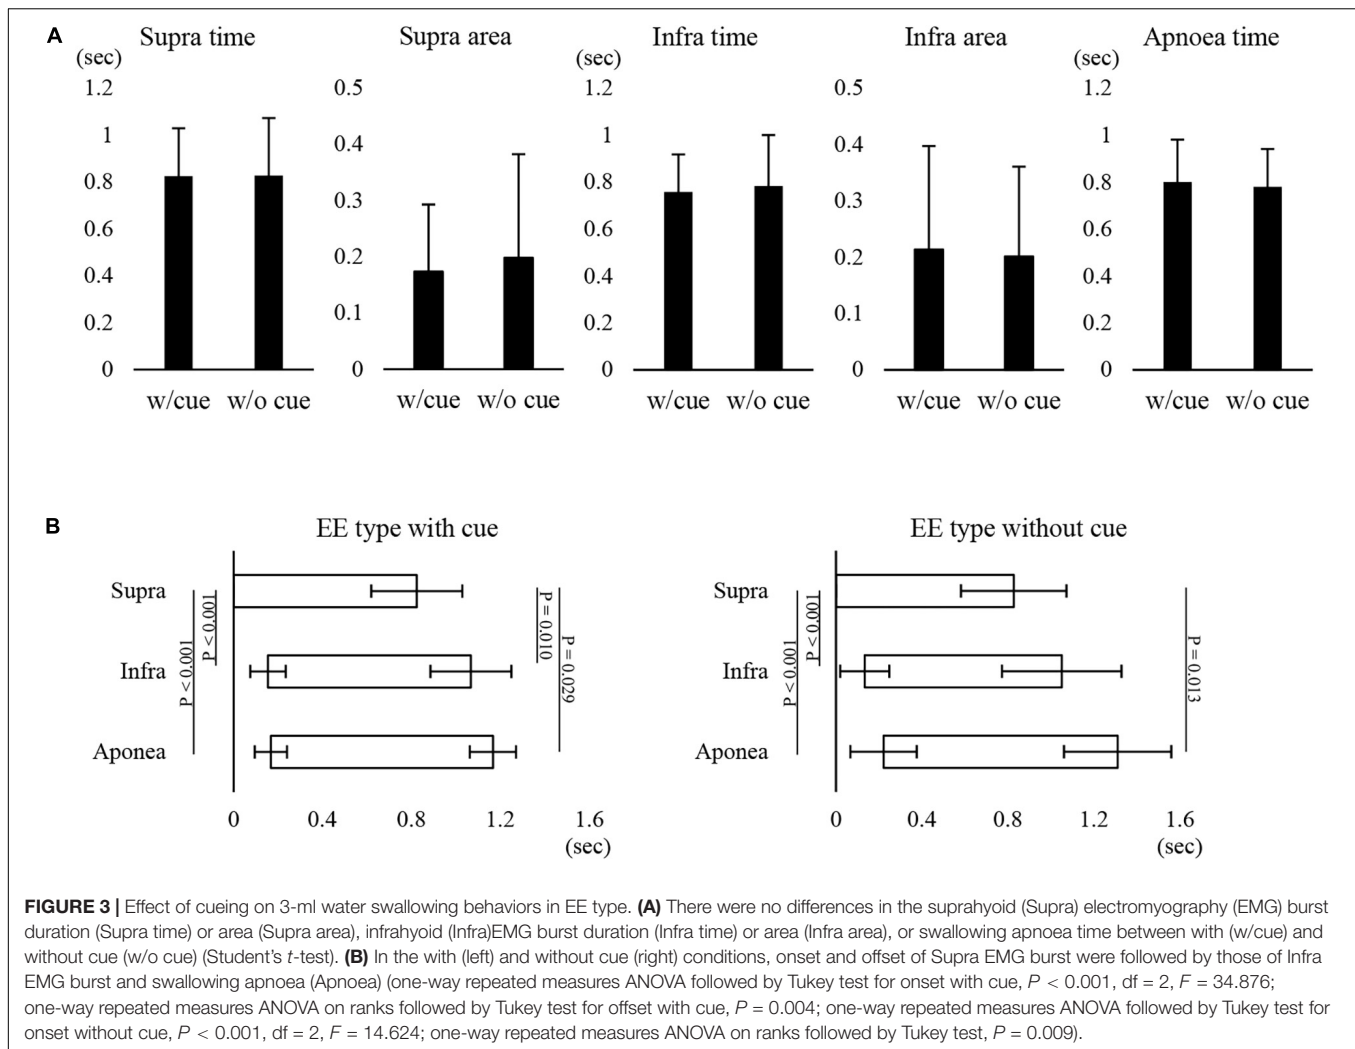 A
Supra time
Supra area
Infra time
Infra area
Apnoea time
(sec)
(sec)
(sec)
1.2
1
0.8
0.6
0.4
0.2
0
w/cue w/o cue
0.5
0.4
0.3
0.2
0.1
0
w/cue w/o cue
1.2
1
0.8
0.6
0.4
0.2
0
w/cue w/o cue
0.5
0.4
0.3
0.2
0.1
0
w/cue w/o cue
1.2
1
0.8
0.6
0.4
0.2
0
w/cue w/o cue
B
EE type with cue
Supra
Infra
Aponea
P < 0.001
P < 0.001
P = 0.010
P = 0.029
0 0.4 0.8 1.2 1.6
(sec)
EE type without cue
Supra
Infra
Aponea
P < 0.001
P < 0.001
P = 0.013
0 0.4 0.8 1.2 1.6
(sec)
FIGURE 3 | Effect of cueing on 3-ml water swallowing behaviors in EE type. (A) There were no differences in the suprahyoid (Supra) electromyography (EMG) burst
duration (Supra time) or area (Supra area), infrahyoid (Infra)EMG burst duration (Infra time) or area (Infra area), or swallowing apnoea time between with (w/cue) and
without cue (w/o cue) (Student's t-test). (B) In the with (left) and without cue (right) conditions, onset and offset of Supra EMG burst were followed by those of Infra
EMG burst and swallowing apnoea (Apnoea) (one-way repeated measures ANOVA followed by Tukey test for onset with cue, P < 0.001, df = 2, F = 34.876;
one-way repeated measures ANOVA on ranks followed by Tukey test for offset with cue, P = 0.004; one-way repeated measures ANOVA followed by Tukey test for
onset without cue, P < 0.001, df = 2, F = 14.624; one-way repeated measures ANOVA on ranks followed by Tukey test, P = 0.009).